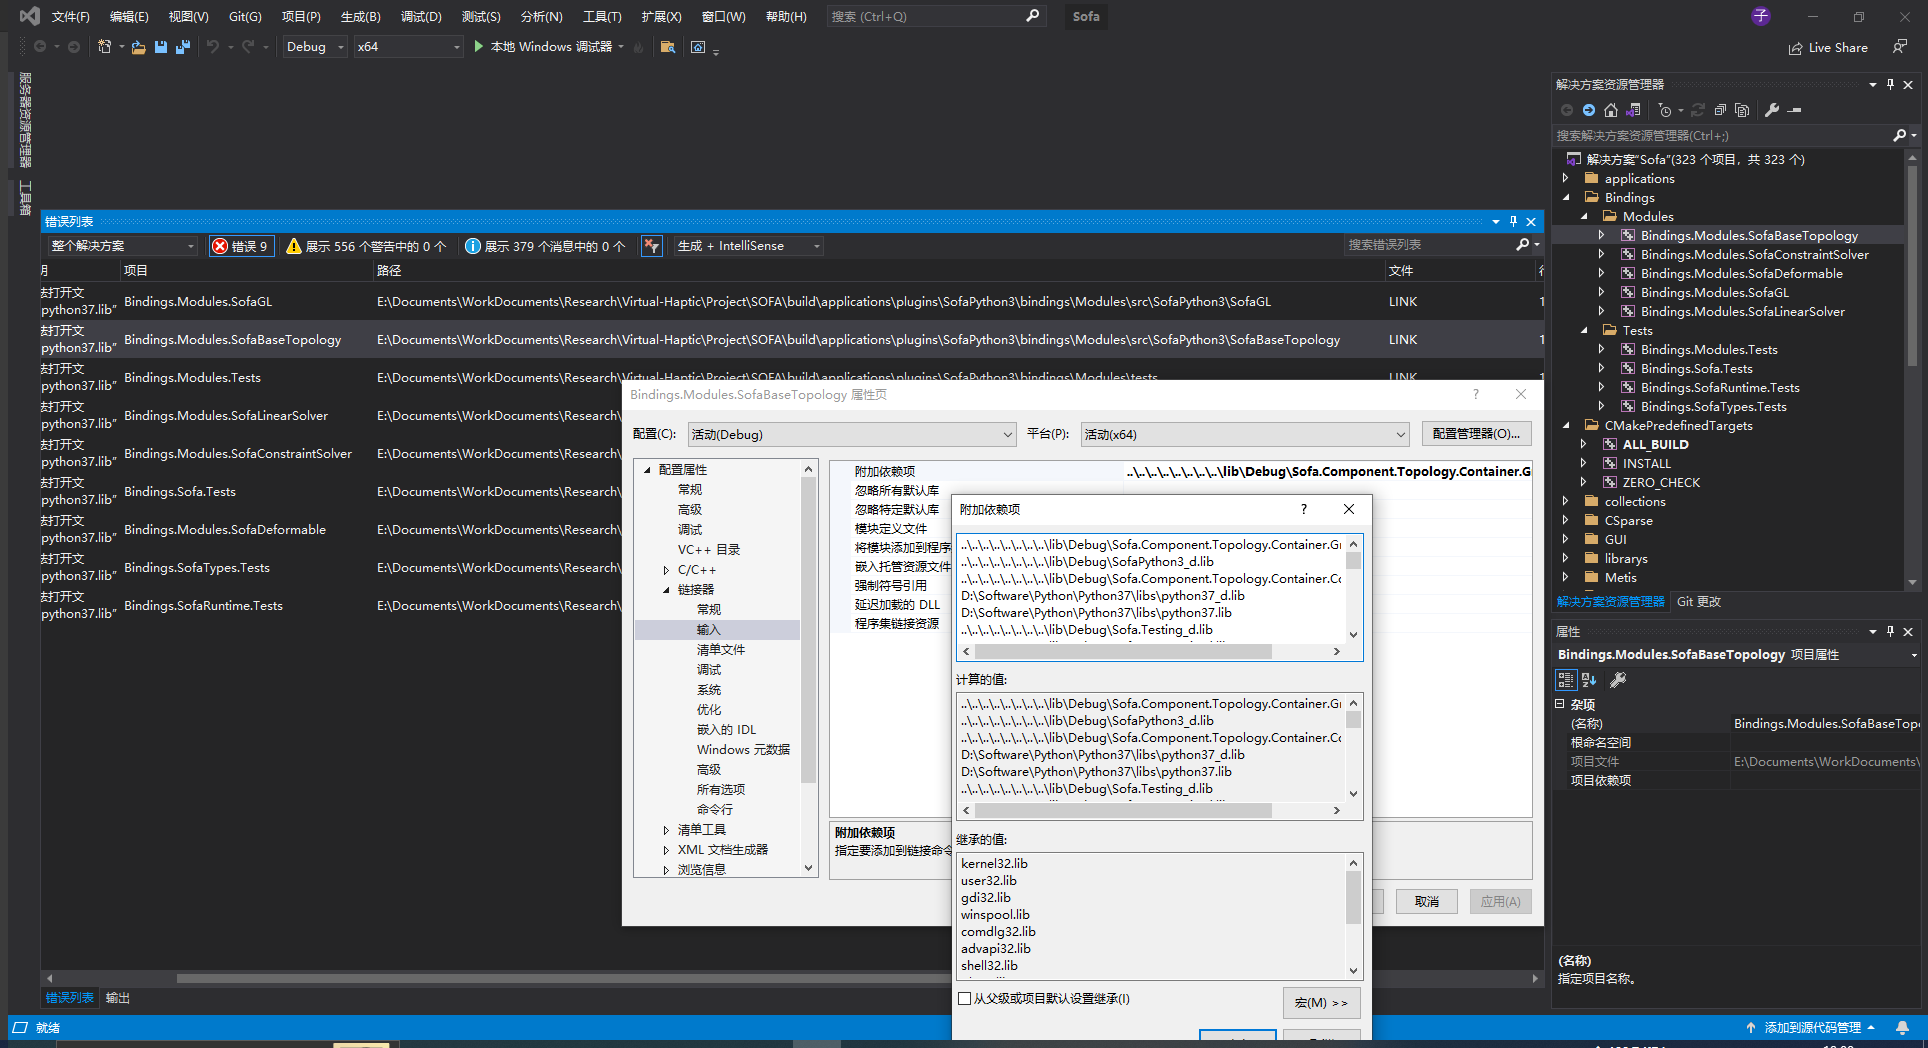 文件(F) 编辑(E) 视图(V) Git(G) 项目(P) 生成(B) 调试(D) 测试(S) 分析(N) 工具(T) 扩展(X) 窗口(W) 帮助(H) 搜索 (Ctrl+Q) Sofa 子
Debug x64 本地 Windows 调试器 Live Share
服务器资源管理器
工具箱
错误列表
整个解决方案 错误 9 展示 556 个警告中的 0 个 展示 379 个消息中的 0 个 生成 + IntelliSense 搜索错误列表
项目 路径 文件
法打开文
python37.lib" Bindings.Modules.SofaGL E:\Documents\WorkDocuments\Research\Virtual-Haptic\Project\SOFA\build\applications\plugins\SofaPython3\bindings\Modules\src\SofaPython3\SofaGL LINK 1
法打开文
python37.lib" Bindings.Modules.SofaBaseTopology E:\Documents\WorkDocuments\Research\Virtual-Haptic\Project\SOFA\build\applications\plugins\SofaPython3\bindings\Modules\src\SofaPython3\SofaBaseTopology LINK 1
法打开文
python37.lib" Bindings.Modules.Tests E:\Documents\WorkDocuments\Research\Virtual-Haptic\Project\SOFA\build\applications\plugins\SofaPython3\bindings\Modules\tests LINK 1
法打开文
python37.lib" Bindings.Modules.SofaLinearSolver E:\Documents\WorkDocuments\Research\
法打开文
python37.lib" Bindings.Modules.SofaConstraintSolver E:\Documents\WorkDocuments\Research\
法打开文
python37.lib" Bindings.Sofa.Tests E:\Documents\WorkDocuments\Research\
法打开文
python37.lib" Bindings.Modules.SofaDeformable E:\Documents\WorkDocuments\Research\
法打开文
python37.lib" Bindings.SofaTypes.Tests E:\Documents\WorkDocuments\Research\
法打开文
python37.lib" Bindings.SofaRuntime.Tests E:\Documents\WorkDocuments\Research\
错误列表 输出
就绪
添加到源代码管理
Bindings.Modules.SofaBaseTopology 属性页
配置(C): 活动(Debug) 平台(P): 活动(x64) 配置管理器(O)...
配置属性
常规
高级
调试
VC++ 目录
C/C++
链接器
常规
输入
清单文件
调试
系统
优化
嵌入的 IDL
Windows 元数据
高级
所有选项
命令行
清单工具
XML 文档生成器
浏览信息
附加依赖项 ..\..\..\..\..\..\..\..\lib\Debug\Sofa.Component.Topology.Container.G
忽略所有默认库
忽略特定默认库
模块定义文件
将模块添加到程序
嵌入托管资源文件
强制符号引用
延迟加载的 DLL
程序集链接资源
附加依赖项
指定要添加到链接命令
取消 应用(A)
附加依赖项
..\..\..\..\..\..\..\..\lib\Debug\Sofa.Component.Topology.Container.Gr
..\..\..\..\..\..\..\..\lib\Debug\SofaPython3_d.lib
..\..\..\..\..\..\..\..\lib\Debug\Sofa.Component.Topology.Container.Cc
D:\Software\Python\Python37\libs\python37_d.lib
D:\Software\Python\Python37\libs\python37.lib
..\..\..\..\..\..\..\..\lib\Debug\Sofa.Testing_d.lib
计算的值:
..\..\..\..\..\..\..\..\lib\Debug\Sofa.Component.Topology.Container.Gr
..\..\..\..\..\..\..\..\lib\Debug\SofaPython3_d.lib
..\..\..\..\..\..\..\..\lib\Debug\Sofa.Component.Topology.Container.Cc
D:\Software\Python\Python37\libs\python37_d.lib
D:\Software\Python\Python37\libs\python37.lib
..\..\..\..\..\..\..\..\lib\Debug\Sofa.Testing_d.lib
继承的值:
kernel32.lib
user32.lib
gdi32.lib
winspool.lib
comdlg32.lib
advapi32.lib
shell32.lib
从父级或项目默认设置继承(I)
宏(M) >>
解决方案资源管理器
搜索解决方案资源管理器(Ctrl+;)
解决方案"Sofa"(323 个项目, 共 323 个)
applications
Bindings
Modules
Bindings.Modules.SofaBaseTopology
Bindings.Modules.SofaConstraintSolver
Bindings.Modules.SofaDeformable
Bindings.Modules.SofaGL
Bindings.Modules.SofaLinearSolver
Tests
Bindings.Modules.Tests
Bindings.Sofa.Tests
Bindings.SofaRuntime.Tests
Bindings.SofaTypes.Tests
CMakePredefinedTargets
ALL_BUILD
INSTALL
ZERO_CHECK
collections
CSparse
GUI
librarys
Metis
解决方案资源管理器 Git 更改
属性
Bindings.Modules.SofaBaseTopology 项目属性
杂项
(名称) Bindings.Modules.SofaBaseTop
根命名空间
项目文件 E:\Documents\WorkDocuments\
项目依赖项
(名称)
指定项目名称。